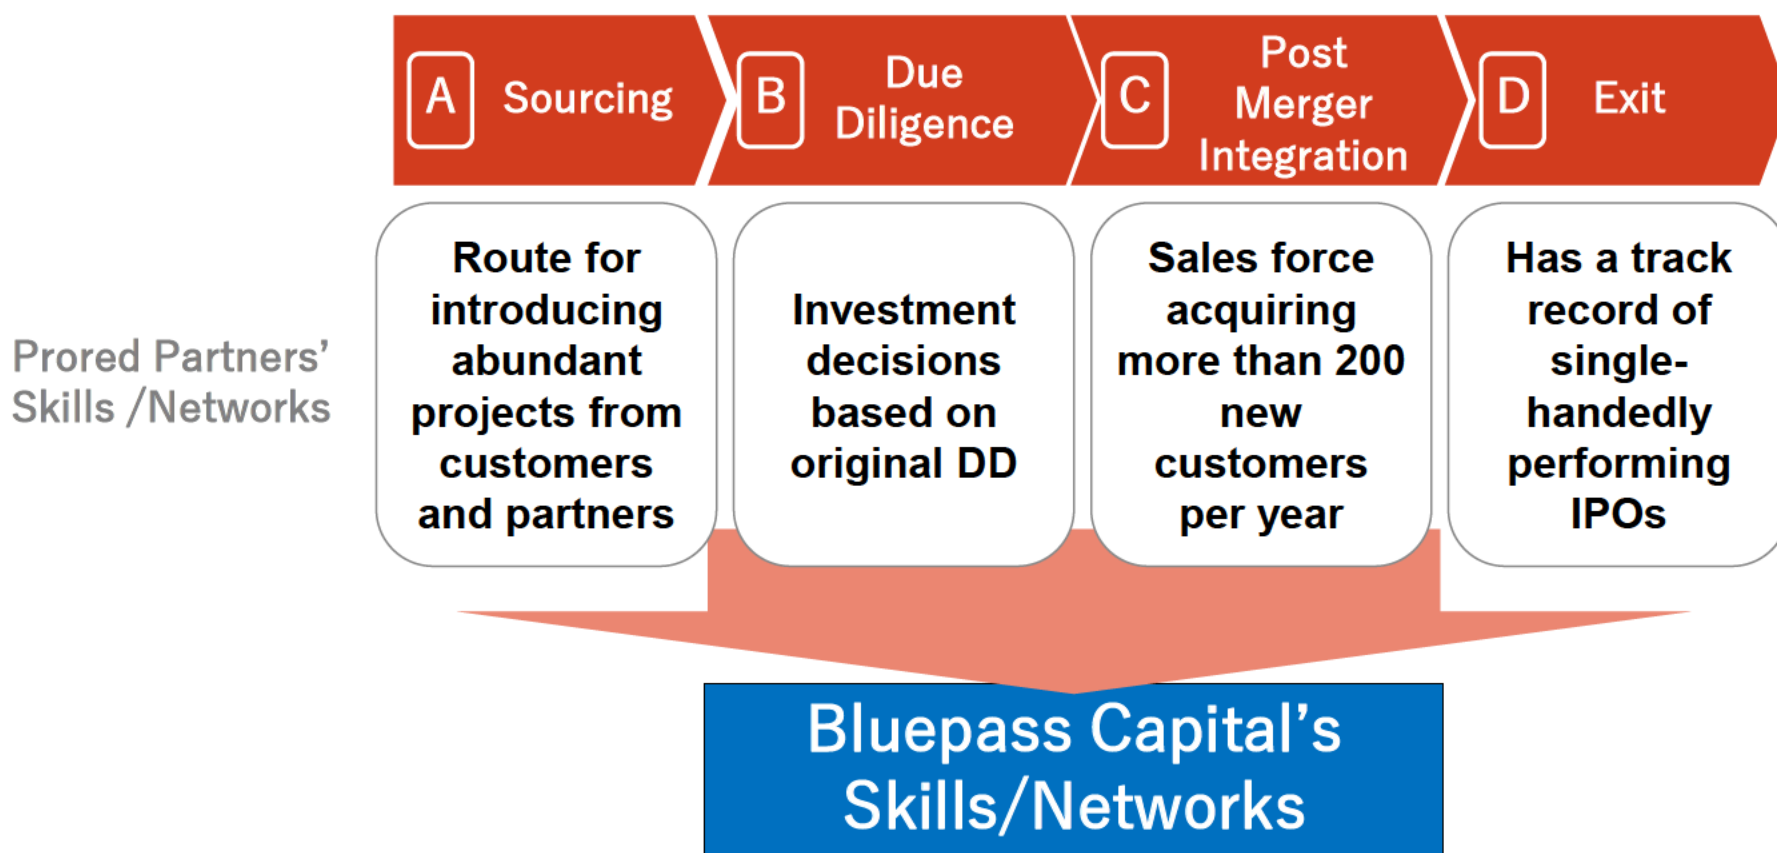 A
Sourcing
B
Due
Diligence
C
Post
Merger
Integration
D
Exit
Prored Partners’
Skills /Networks
Route for
introducing
abundant
projects from
customers
and partners
Investment
decisions
based on
original DD
Sales force
acquiring
more than 200
new
customers
per year
Has a track
record of
single-
handedly
performing
IPOs
Bluepass Capital’s
Skills/Networks